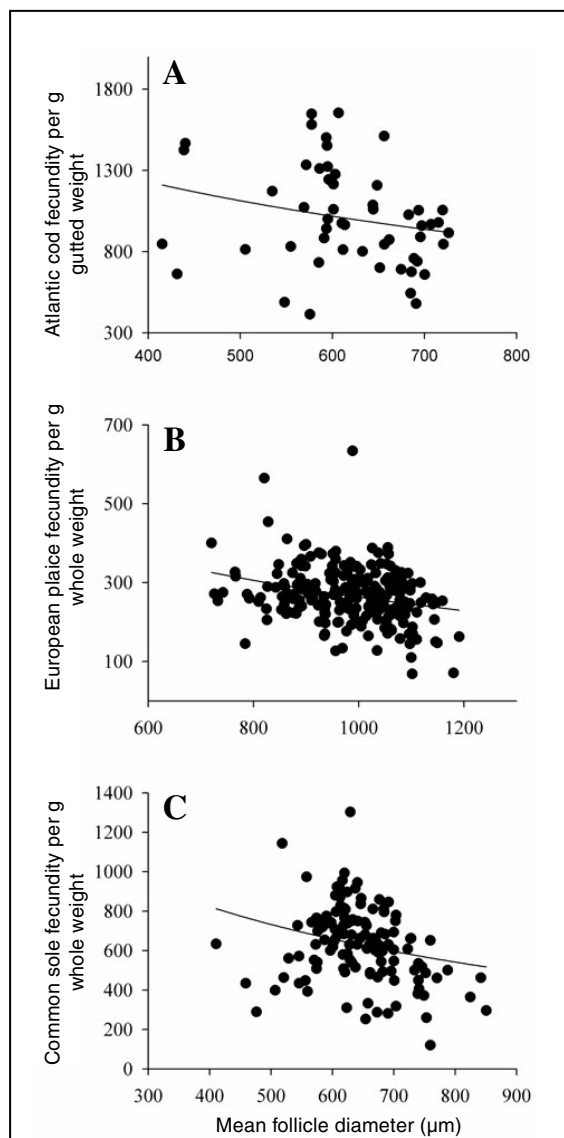 A
1800
1300
800
300
400 500 600 700 800
Atlantic cod fecundity per g
gutted weight
B
700
500
300
100
600 800 1000 1200
European plaice fecundity per g
whole weight
C
1400
1200
1000
800
600
400
200
0
300 400 500 600 700 800 900
Common sole fecundity per g
whole weight
Mean follicle diameter (µm)